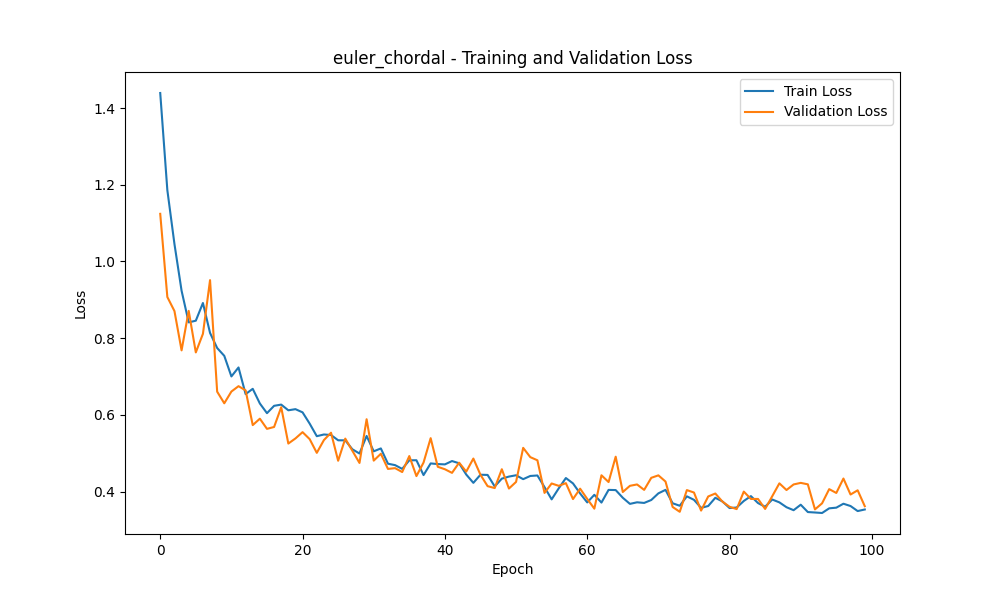 euler_chordal - Training and Validation Loss
Train Loss
Validation Loss
1.4
1.2
1.0
0.8
0.6
0.4
Loss
0
20
40
60
80
100
Epoch